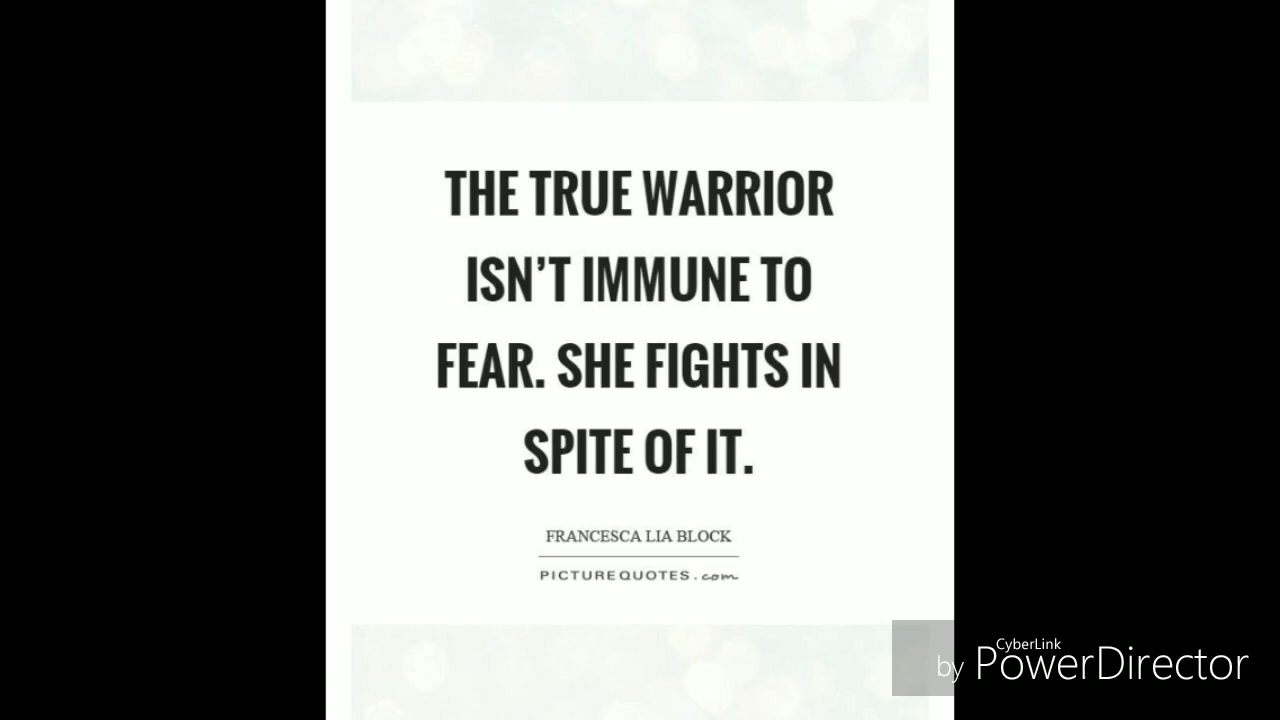 THE TRUE WARRIOR
ISN'T IMMUNE TO
FEAR. SHE FIGHTS IN
SPITE OF IT.
FRANCESCA LIA BLOCK
PICTUREQUOTES.com
CyberLink
by PowerDirector